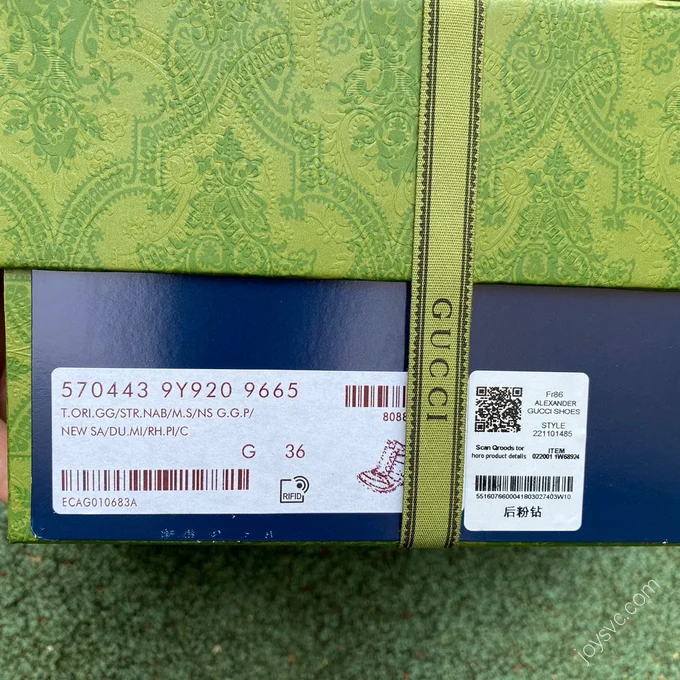 GUCCI
570443 9Y920 9665
T.ORI.GG/STR.NAB/M.S/NS G.G.P/
NEW SA/DU.MI/RH.PI/C
G 36
ECAG010683A
RIFID
8088
Fr86
ALEXANDER
GUCCI SHOES
STYLE
221101485
Scan Qroods tor
horo product details
ITEM
022001 1W68924
5516076600041803027403W10
后粉钻
joysvc.com